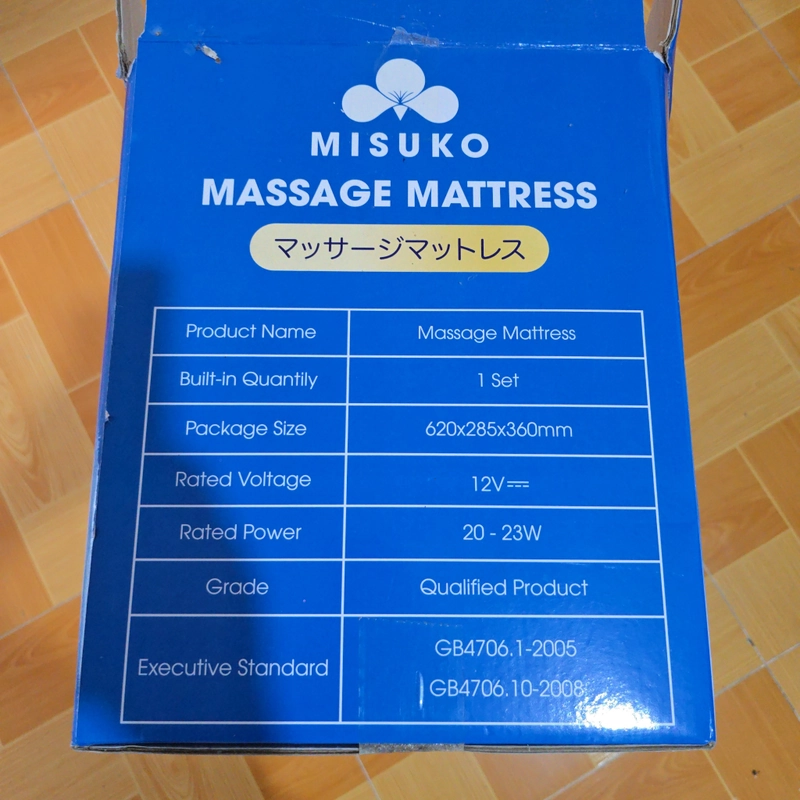 MISUKO
MASSAGE MATTRESS
マッサージマットレス
Product Name Massage Mattress
Built-in Quantily 1 Set
Package Size 620x285x360mm
Rated Voltage 12V⎓
Rated Power 20 - 23W
Grade Qualified Product
Executive Standard GB4706.1-2005
GB4706.10-2008